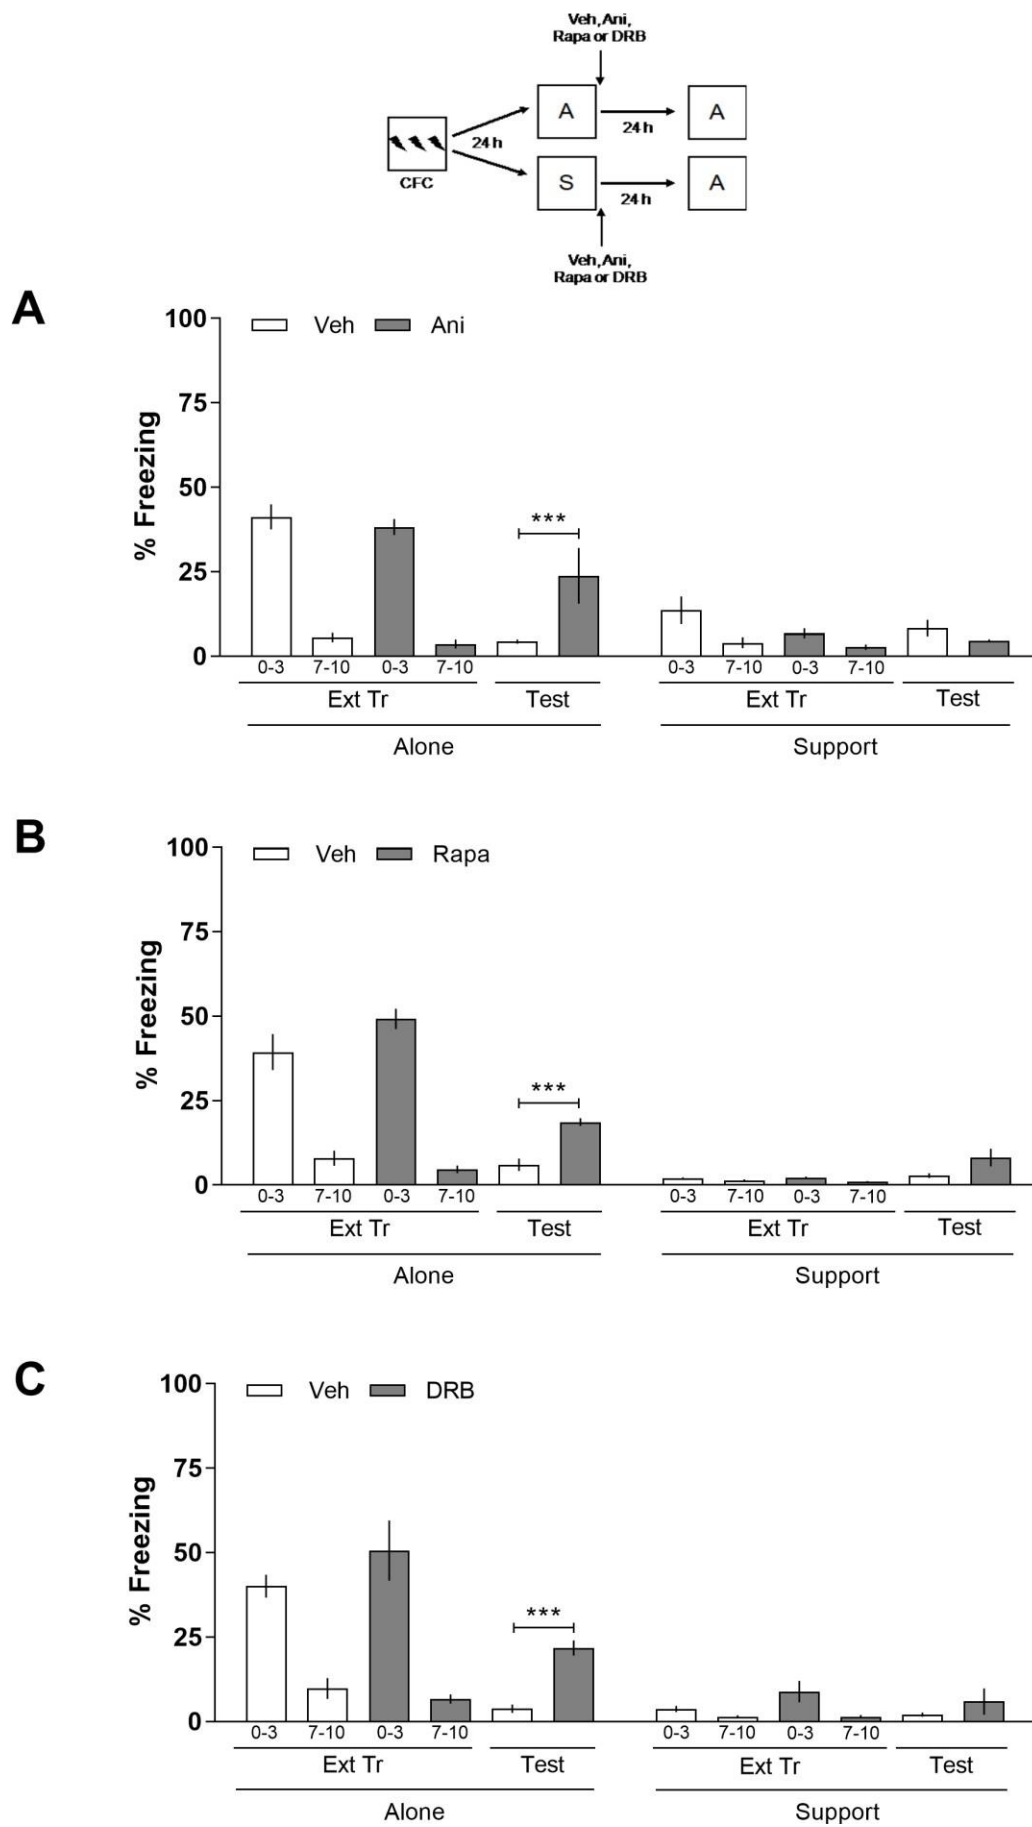 Veh, Ani,
Rapa or DRB
A
A
24 h
24 h
CFC
S
A
24 h
Veh, Ani,
Rapa or DRB
A
100
Veh
Ani
75
% Freezing
50
***
25
0
0-3
7-10
0-3
7-10
Ext Tr
Test
Ext Tr
Test
0-3
7-10
0-3
7-10
Alone
Support
B
100
Veh
Rapa
75
% Freezing
50
25
***
0
0-3
7-10
0-3
7-10
0-3
7-10
0-3
7-10
Ext Tr
Test
Ext Tr
Test
Alone
Support
C
100
Veh
DRB
75
% Freezing
50
25
***
0
0-3
7-10
0-3
7-10
0-3
7-10
0-3
7-10
Ext Tr
Test
Ext Tr
Test
Alone
Support